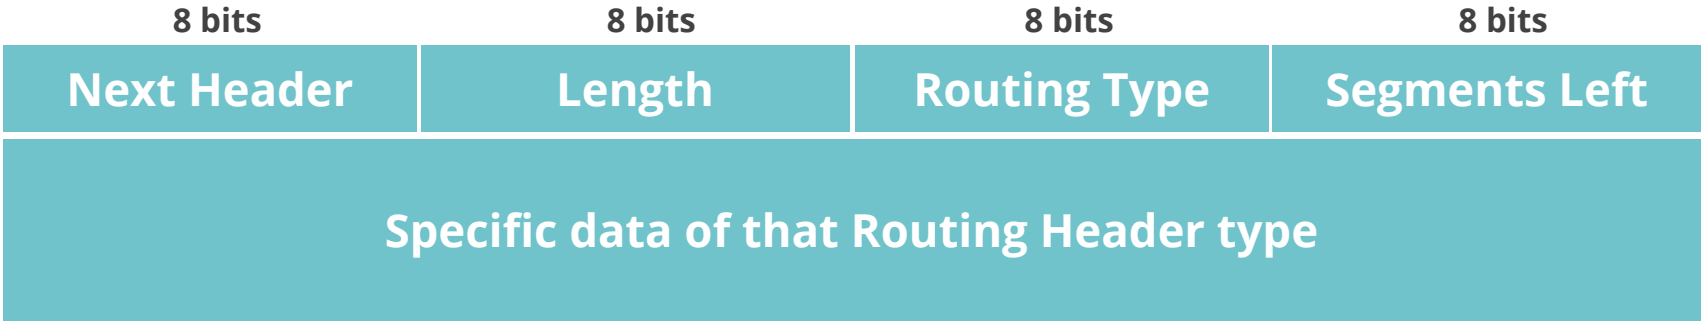 8 bits 8 bits 8 bits 8 bits
Next Header Length Routing Type Segments Left
Specific data of that Routing Header type